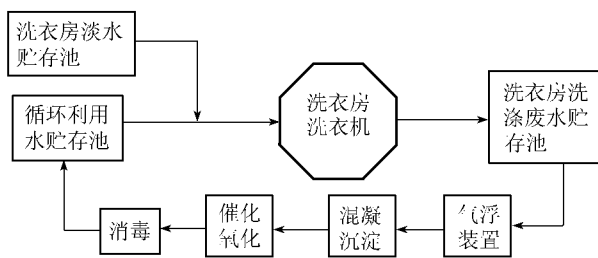 洗衣房淡水
贮存池
循环利用
水贮存池
洗衣房
洗衣机
洗衣房洗
涤废水贮
存池
气浮
装置
混凝
沉淀
催化
氧化
消毒